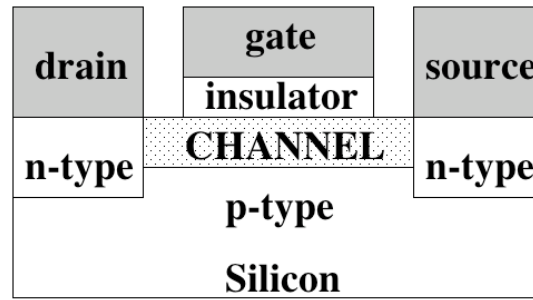 drain
gate
source
insulator
n-type
CHANNEL
n-type
p-type
Silicon